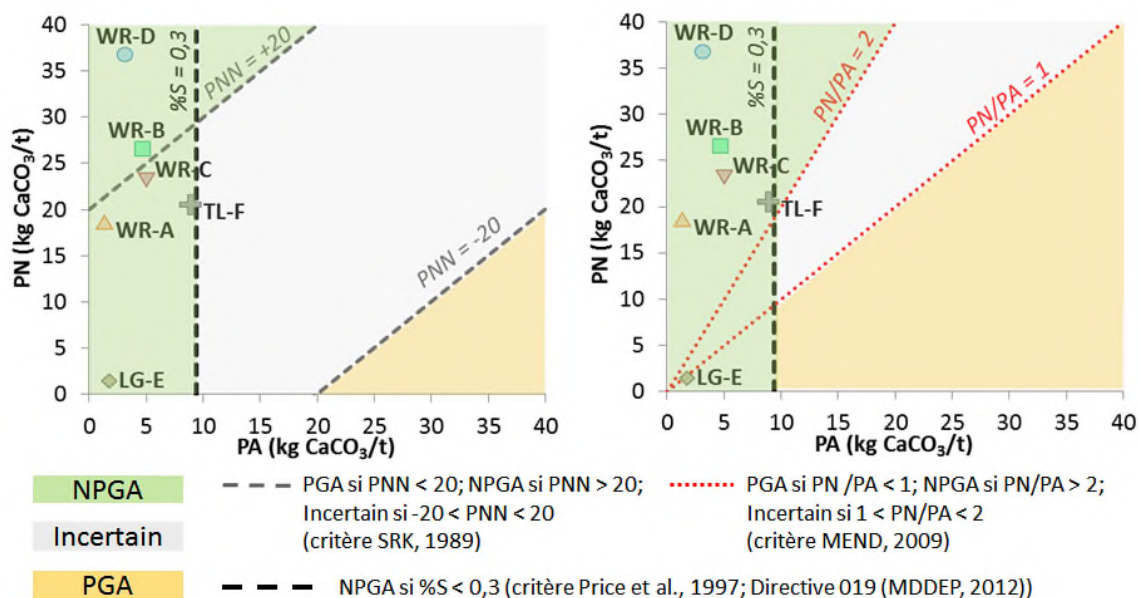 40
35
30
25
20
15
10
5
0
PN (kg CaCO₃/t)
WR-D
WR-B
WR-C
WR-A
TL-F
LG-E
PNN = +20
%S = 0,3
PNN = -20
0 5 10 15 20 25 30 35 40
PA (kg CaCO₃/t)
40
35
30
25
20
15
10
5
0
PN (kg CaCO₃/t)
WR-D
WR-B
WR-C
WR-A
TL-F
LG-E
%S = 0,3
PN/PA = 2
PN/PA = 1
0 5 10 15 20 25 30 35 40
PA (kg CaCO₃/t)
NPGA
Incertain
PGA
PGA si PNN < 20; NPGA si PNN > 20;
Incertain si -20 < PNN < 20
(critère SRK, 1989)
PGA si PN /PA < 1; NPGA si PN/PA > 2;
Incertain si 1 < PN/PA < 2
(critère MEND, 2009)
NPGA si %S < 0,3 (critère Price et al., 1997; Directive 019 (MDDEP, 2012))